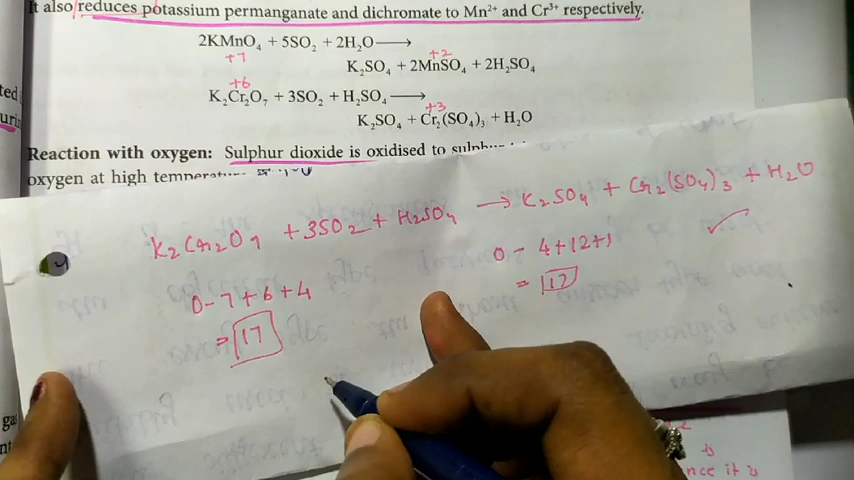 It also reduces potassium permanganate and dichromate to Mn²⁺ and Cr³⁺ respectively.
2KMnO₄ + 5SO₂ + 2H₂O ⟶
+7
+2
K₂SO₄ + 2MnSO₄ + 2H₂SO₄
+6
K₂Cr₂O₇ + 3SO₂ + H₂SO₄ ⟶
+3
K₂SO₄ + Cr₂(SO₄)₃ + H₂O
Reaction with oxygen: Sulphur dioxide is oxidised to
oxygen at high
K₂Cr₂O₇ + 3SO₂ + H₂SO₄ ⟶ K₂SO₄ + Cr₂(SO₄)₃ + H₂O
4
0 - 7 + 6 + 4
= 17
0 - 4 + 12 + 1
= 17